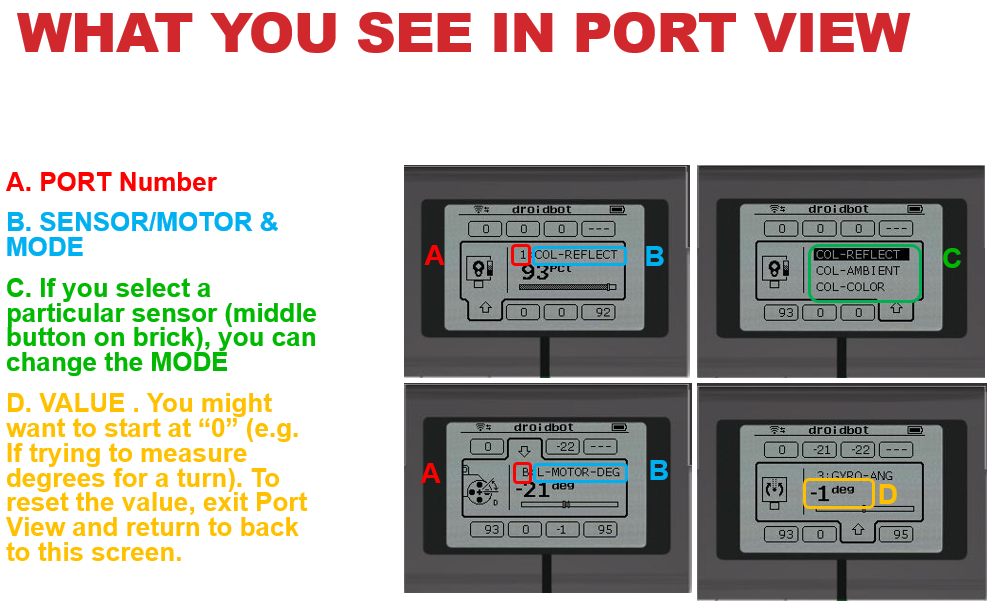 WHAT YOU SEE IN PORT VIEW
A. PORT Number
B. SENSOR/MOTOR &
MODE
C. If you select a
particular sensor (middle
button on brick), you can
change the MODE
D. VALUE . You might
want to start at “0” (e.g.
If trying to measure
degrees for a turn). To
reset the value, exit Port
View and return to back
to this screen.
droidbot
0 0 0 ---
A 1 COL-REFLECT B
93 pct
0 0 92
droidbot
0 0 0 ---
COL-REFLECT C
COL-AMBIENT
COL-COLOR
93 0 0
droidbot
0 -22 ---
A B L-MOTOR-DEG B
-21 deg
D
93 0 -1 95
droidbot
0 -21 -22 ---
3:GYRO-ANG
-1 deg D
93 0 95